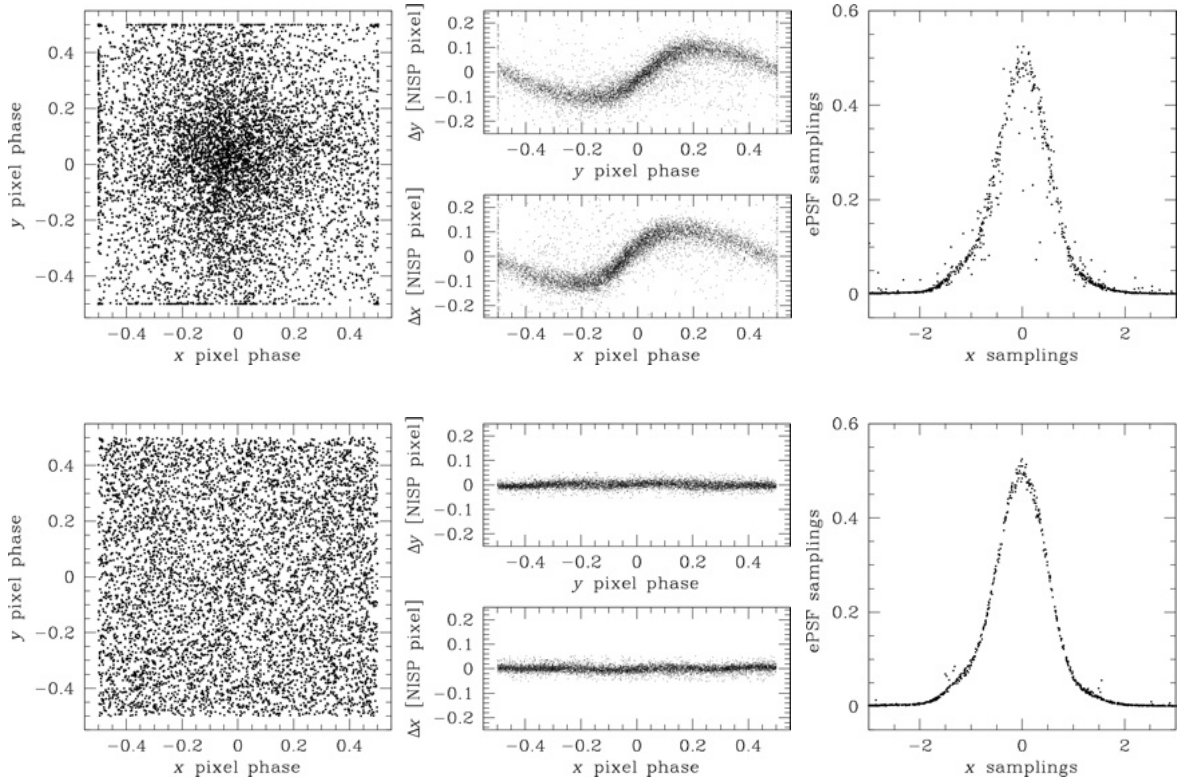 0.4
0.2
0
−0.2
−0.4
y pixel phase
−0.4 −0.2 0 0.2 0.4
x pixel phase
0.2
0.1
0
−0.1
−0.2
Δy [NISP pixel]
−0.4 −0.2 0 0.2 0.4
y pixel phase
0.2
0.1
0
−0.1
−0.2
Δx [NISP pixel]
−0.4 −0.2 0 0.2 0.4
x pixel phase
0.6
0.4
0.2
0
ePSF samplings
−2 0 2
x samplings
0.4
0.2
0
−0.2
−0.4
y pixel phase
−0.4 −0.2 0 0.2 0.4
x pixel phase
0.2
0.1
0
−0.1
−0.2
Δy [NISP pixel]
−0.4 −0.2 0 0.2 0.4
y pixel phase
0.2
0.1
0
−0.1
−0.2
Δx [NISP pixel]
−0.4 −0.2 0 0.2 0.4
x pixel phase
0.6
0.4
0.2
0
ePSF samplings
−2 0 2
x samplings